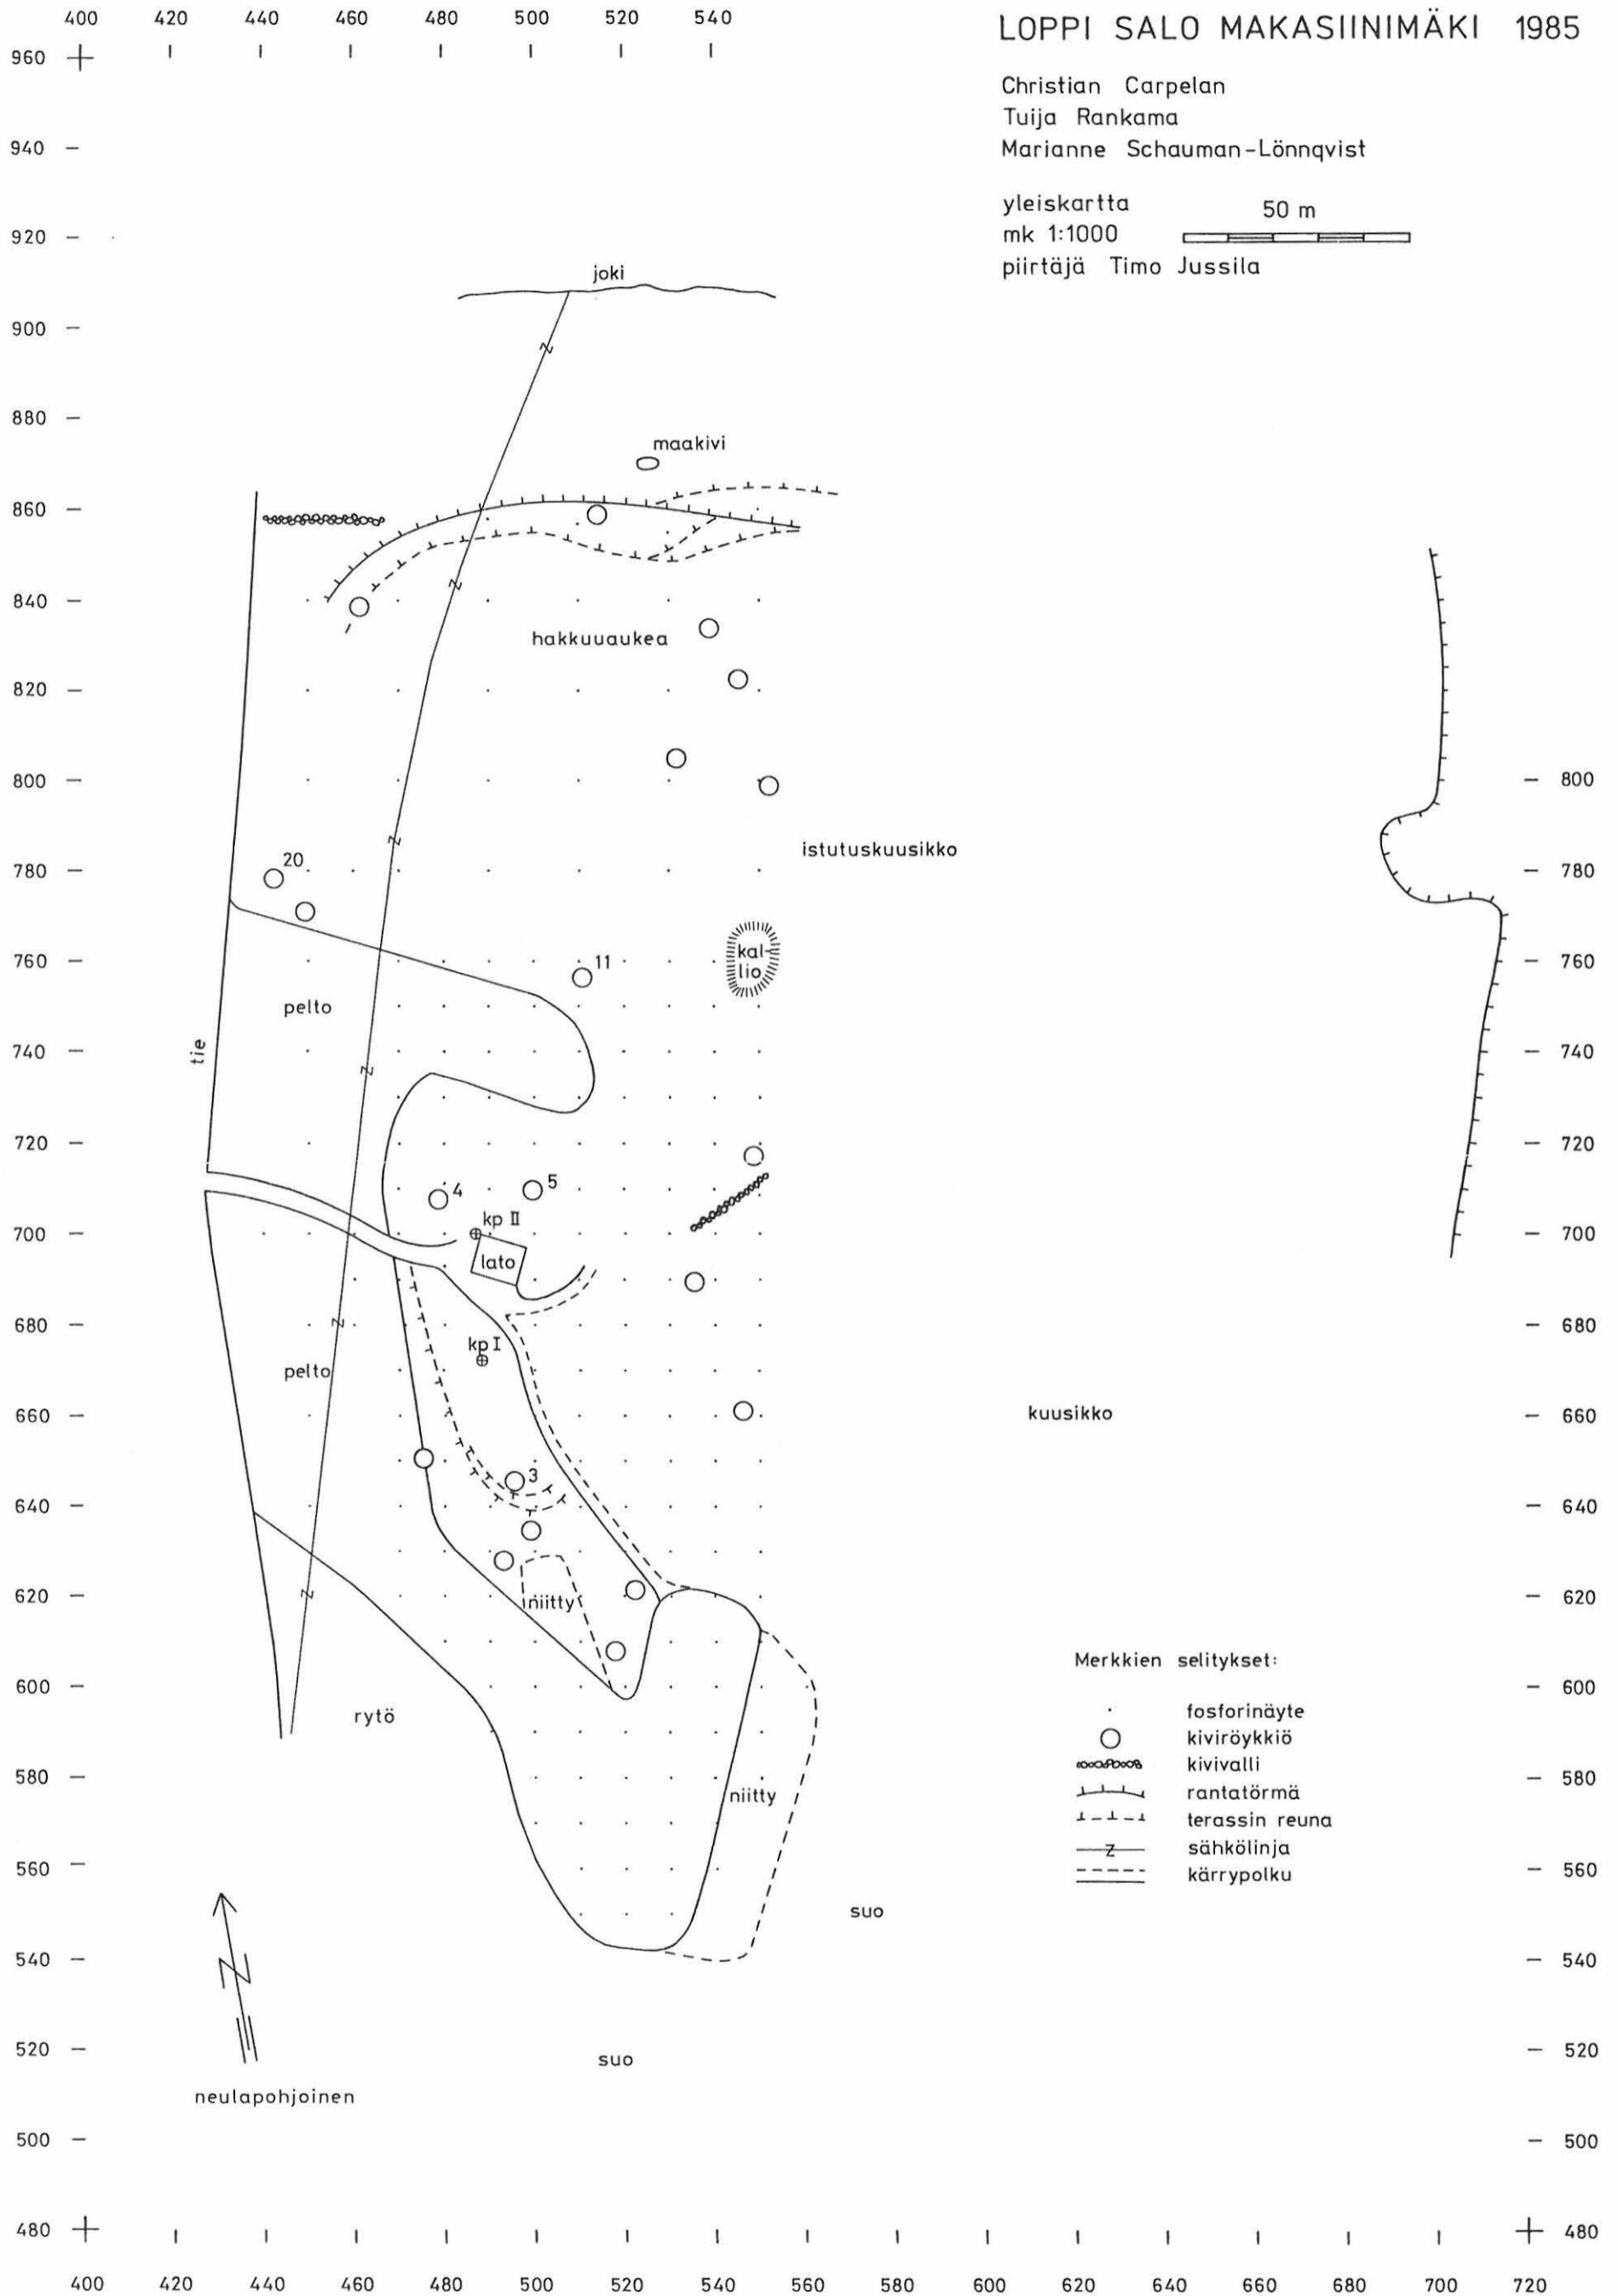 400 420 440 460 480 500 520 540
LOPPI SALO MAKASIINIMÄKI 1985
Christian Carpelan
Tuija Rankama
Marianne Schauman-Lönnqvist
yleiskartta
50 m
mk 1:1000
piirtäjä Timo Jussila
960
940
920
joki
900
880
maakivi
860
840
hakkuuaukea
820
800
800
istutuskuusikko
20
780
780
kal-
lio
11
760
760
pelto
tie
740
740
720
720
4
5
kp II
700
700
lato
680
680
kp I
pelto
660
kuusikko
660
3
640
640
620
niitty
620
Merkkien selitykset:
600
600
rytö
fosforinäyte
kiviröykkiö
kivivalli
580
niitty
580
rantatörmä
terassin reuna
sähkölinja
kärrypolku
560
560
suo
540
540
N
520
suo
520
neulapohjoinen
500
500
480
480
400 420 440 460 480 500 520 540 560 580 600 620 640 660 680 700 720
Z
Z
Z
Z
Z
Z
Z